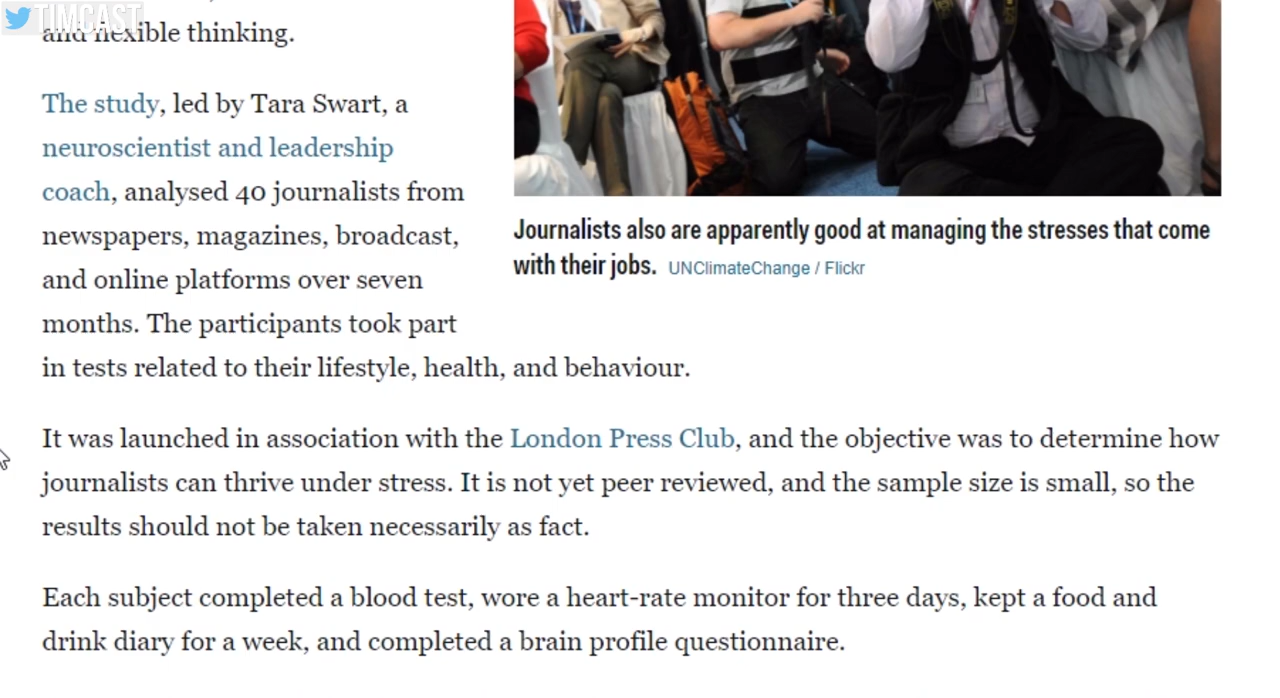 TIMCAST
and flexible thinking.
The study, led by Tara Swart, a
neuroscientist and leadership
coach, analysed 40 journalists from
newspapers, magazines, broadcast,
and online platforms over seven
months. The participants took part
in tests related to their lifestyle, health, and behaviour.
Journalists also are apparently good at managing the stresses that come
with their jobs. UNClimateChange / Flickr
It was launched in association with the London Press Club, and the objective was to determine how
journalists can thrive under stress. It is not yet peer reviewed, and the sample size is small, so the
results should not be taken necessarily as fact.
Each subject completed a blood test, wore a heart-rate monitor for three days, kept a food and
drink diary for a week, and completed a brain profile questionnaire.